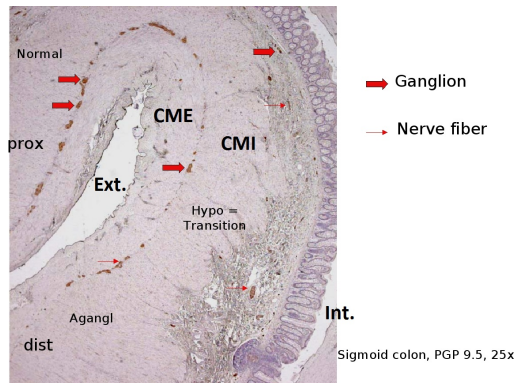 Normal
Ganglion
CME
Nerve fiber
prox
CMI
Ext.
Hypo =
Transition
Int.
Agangl
dist
Sigmoid colon, PGP 9.5, 25x